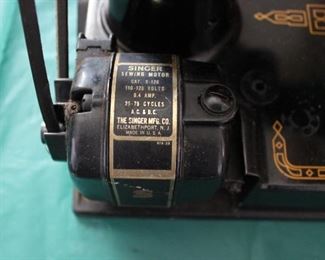 SINGER
SEWING MOTOR
CAT.
110-120 VOLTS
0.4 AMP.
25-75 CYCLES
A.C. & D.C.
THE SINGER MFG. CO.
ELIZABETHPORT, N. J.
MADE IN U.S.A.